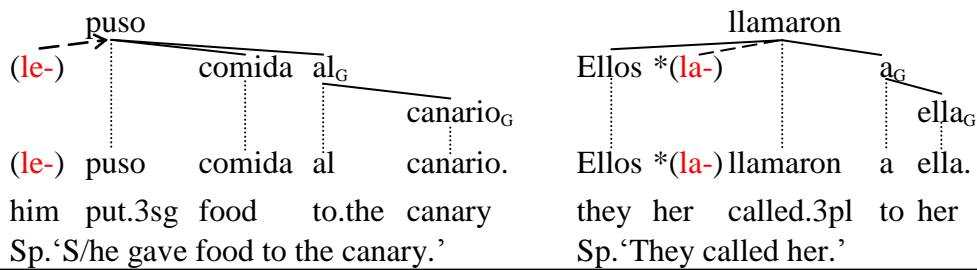 puso llamaron
(le-) comida al_G Ellos *(la-) a_G
canario_G ella_G
(le-) puso comida al canario. Ellos *(la-) llamaron a ella.
him put.3sg food to.the canary they her called.3pl to her
Sp.‘S/he gave food to the canary.’ Sp.‘They called her.’